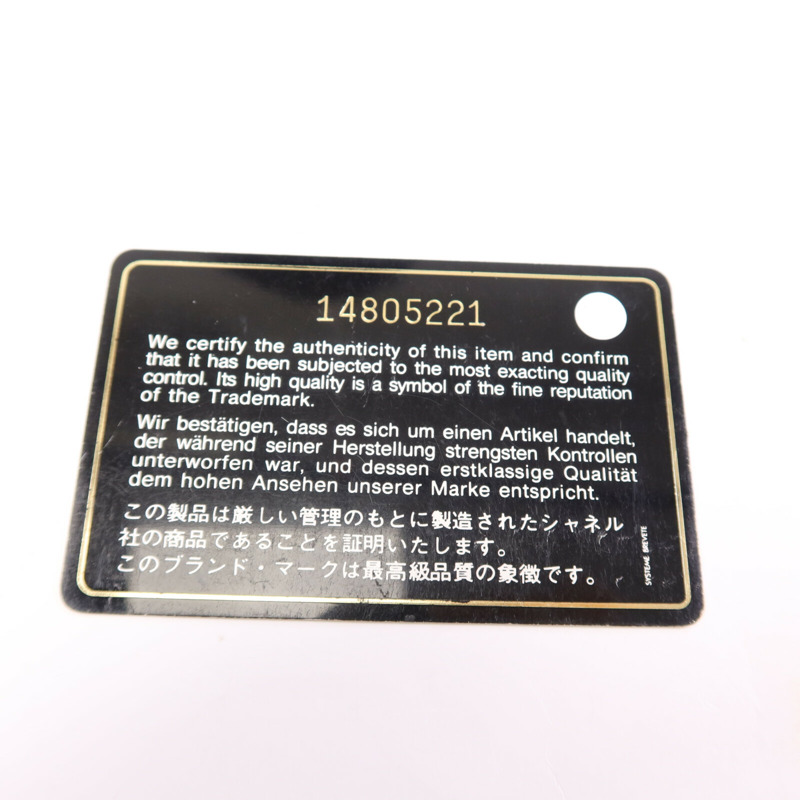 14805221
We certify the authenticity of this item and confirm
that it has been subjected to the most exacting quality
control. Its high quality is a symbol of the fine reputation
of the Trademark.
Wir bestätigen, dass es sich um einen Artikel handelt,
der während seiner Herstellung strengsten Kontrollen
unterworfen war, und dessen erstklassige Qualität
dem hohen Ansehen unserer Marke entspricht.
この製品は厳しい管理のもとに製造されたシャネル
社の商品であることを証明いたします。
このブランド・マークは最高級品質の象徴です。
SYSTEME BREVETE